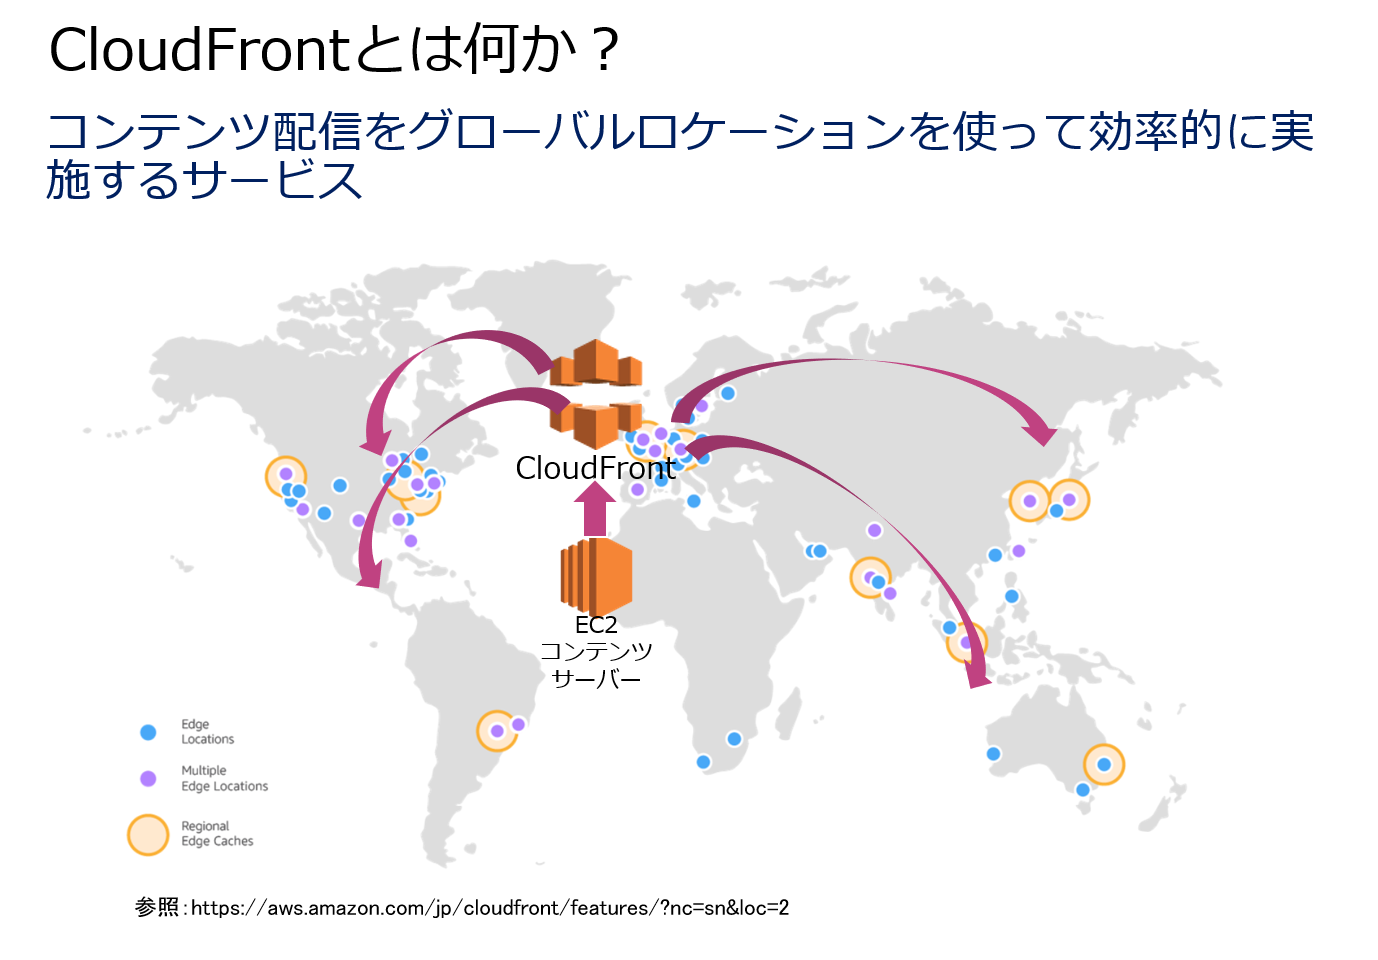 CloudFrontとは何か？
コンテンツ配信をグローバルロケーションを使って効率的に実
施するサービス
CloudFront
EC2
コンテンツ
サーバー
Edge
Locations
Multiple
Edge Locations
Regional
Edge Caches
参照：https://aws.amazon.com/jp/cloudfront/features/?nc=sn&loc=2